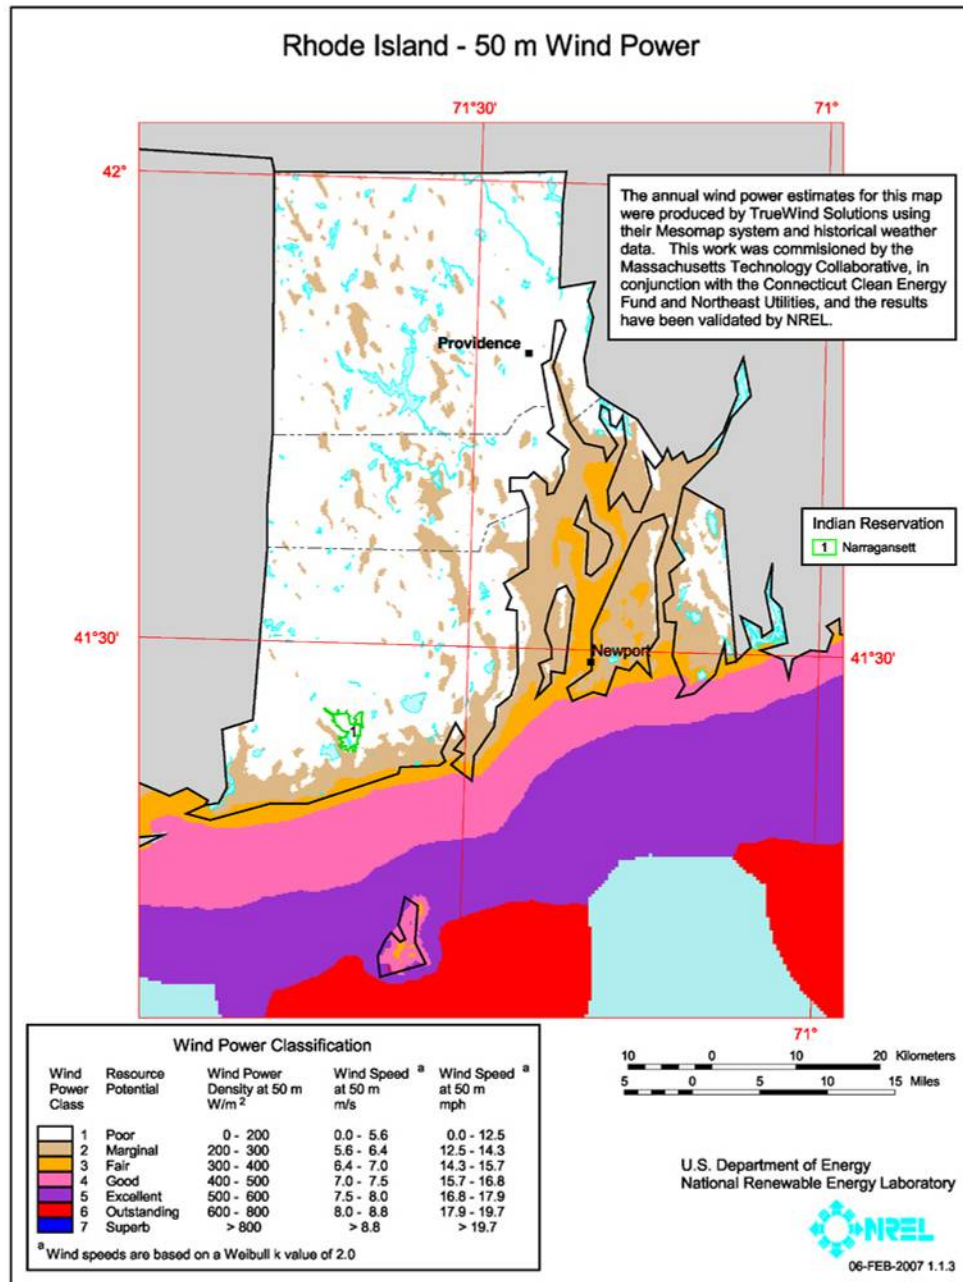 Rhode Island - 50 m Wind Power
71°30'
71°
42°
The annual wind power estimates for this map
were produced by TrueWind Solutions using
their Mesomap system and historical weather
data. This work was commisioned by the
Massachusetts Technology Collaborative, in
conjunction with the Connecticut Clean Energy
Fund and Northeast Utilities, and the results
have been validated by NREL.
Providence
Indian Reservation
1 Narragansett
41°30'
Newport
41°30'
1
71°
Wind Power Classification
Wind Power Class Resource Potential Wind Power Density at 50 m W/m² Wind Speed ᵃ at 50 m m/s Wind Speed ᵃ at 50 m mph
1 Poor 0 - 200 0.0 - 5.6 0.0 - 12.5
2 Marginal 200 - 300 5.6 - 6.4 12.5 - 14.3
3 Fair 300 - 400 6.4 - 7.0 14.3 - 15.7
4 Good 400 - 500 7.0 - 7.5 15.7 - 16.8
5 Excellent 500 - 600 7.5 - 8.0 16.8 - 17.9
6 Outstanding 600 - 800 8.0 - 8.8 17.9 - 19.7
7 Superb > 800 > 8.8 > 19.7
ᵃ Wind speeds are based on a Weibull k value of 2.0
10 0 10 20 Kilometers
5 0 5 10 15 Miles
U.S. Department of Energy
National Renewable Energy Laboratory
NREL
06-FEB-2007 1.1.3